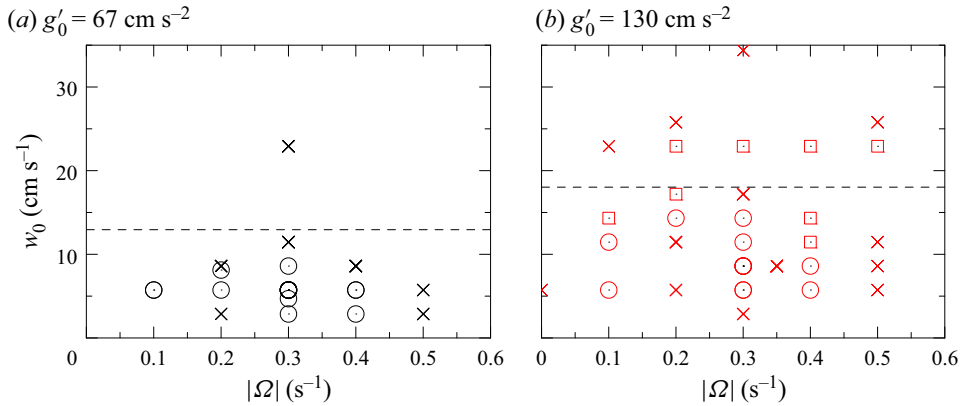 (a) g′₀ = 67 cm s⁻²
(b) g′₀ = 130 cm s⁻²
30
20
10
0
w₀ (cm s⁻¹)
0.1 0.2 0.3 0.4 0.5 0.6
|Ω| (s⁻¹)
0 0.1 0.2 0.3 0.4 0.5 0.6
|Ω| (s⁻¹)